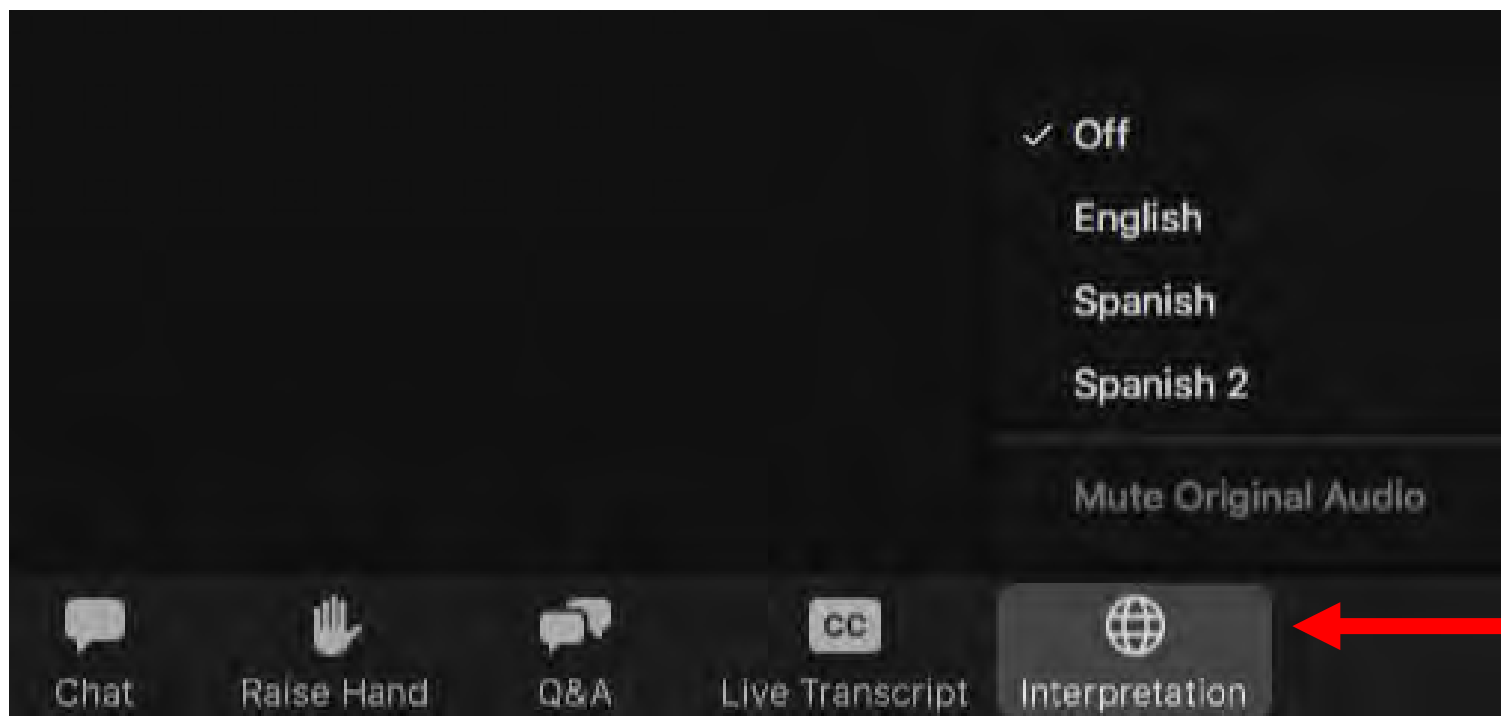 Off
English
Spanish
Spanish 2
Mute Original Audio
CC
Chat Raise Hand Q&A Live Transcript Interpretation